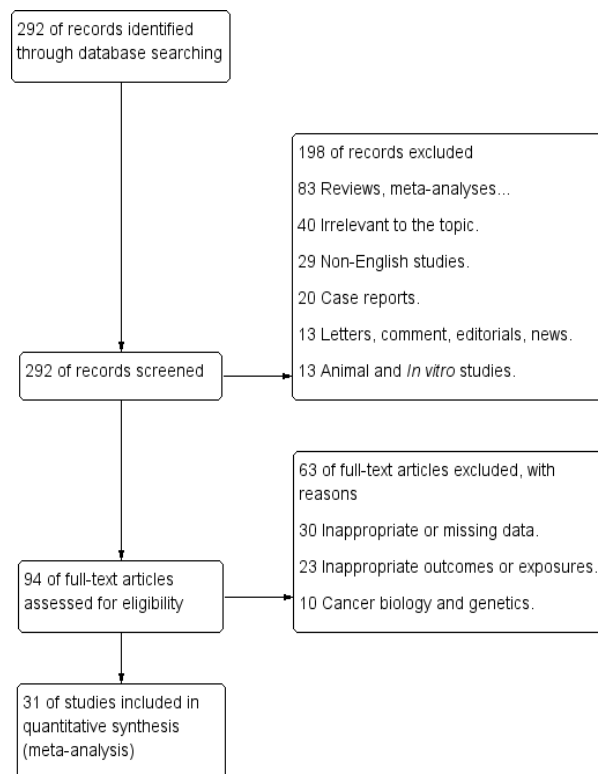 292 of records identified
through database searching
198 of records excluded
83 Reviews, meta-analyses...
40 Irrelevant to the topic.
29 Non-English studies.
20 Case reports.
13 Letters, comment, editorials, news.
13 Animal and In vitro studies.
292 of records screened
63 of full-text articles excluded, with
reasons
30 Inappropriate or missing data.
23 Inappropriate outcomes or exposures.
10 Cancer biology and genetics.
94 of full-text articles
assessed for eligibility
31 of studies included in
quantitative synthesis
(meta-analysis)